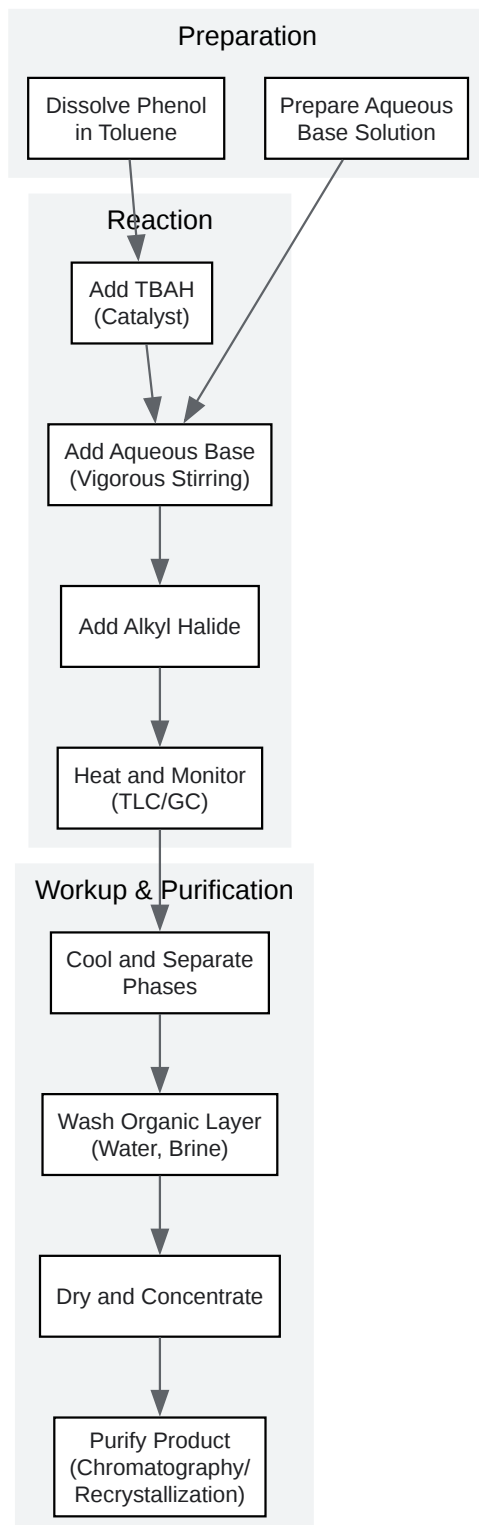 Preparation
Dissolve Phenol
in Toluene
Prepare Aqueous
Base Solution
Reaction
Add TBAH
(Catalyst)
Add Aqueous Base
(Vigorous Stirring)
Add Alkyl Halide
Heat and Monitor
(TLC/GC)
Workup & Purification
Cool and Separate
Phases
Wash Organic Layer
(Water, Brine)
Dry and Concentrate
Purify Product
(Chromatography/
Recrystallization)